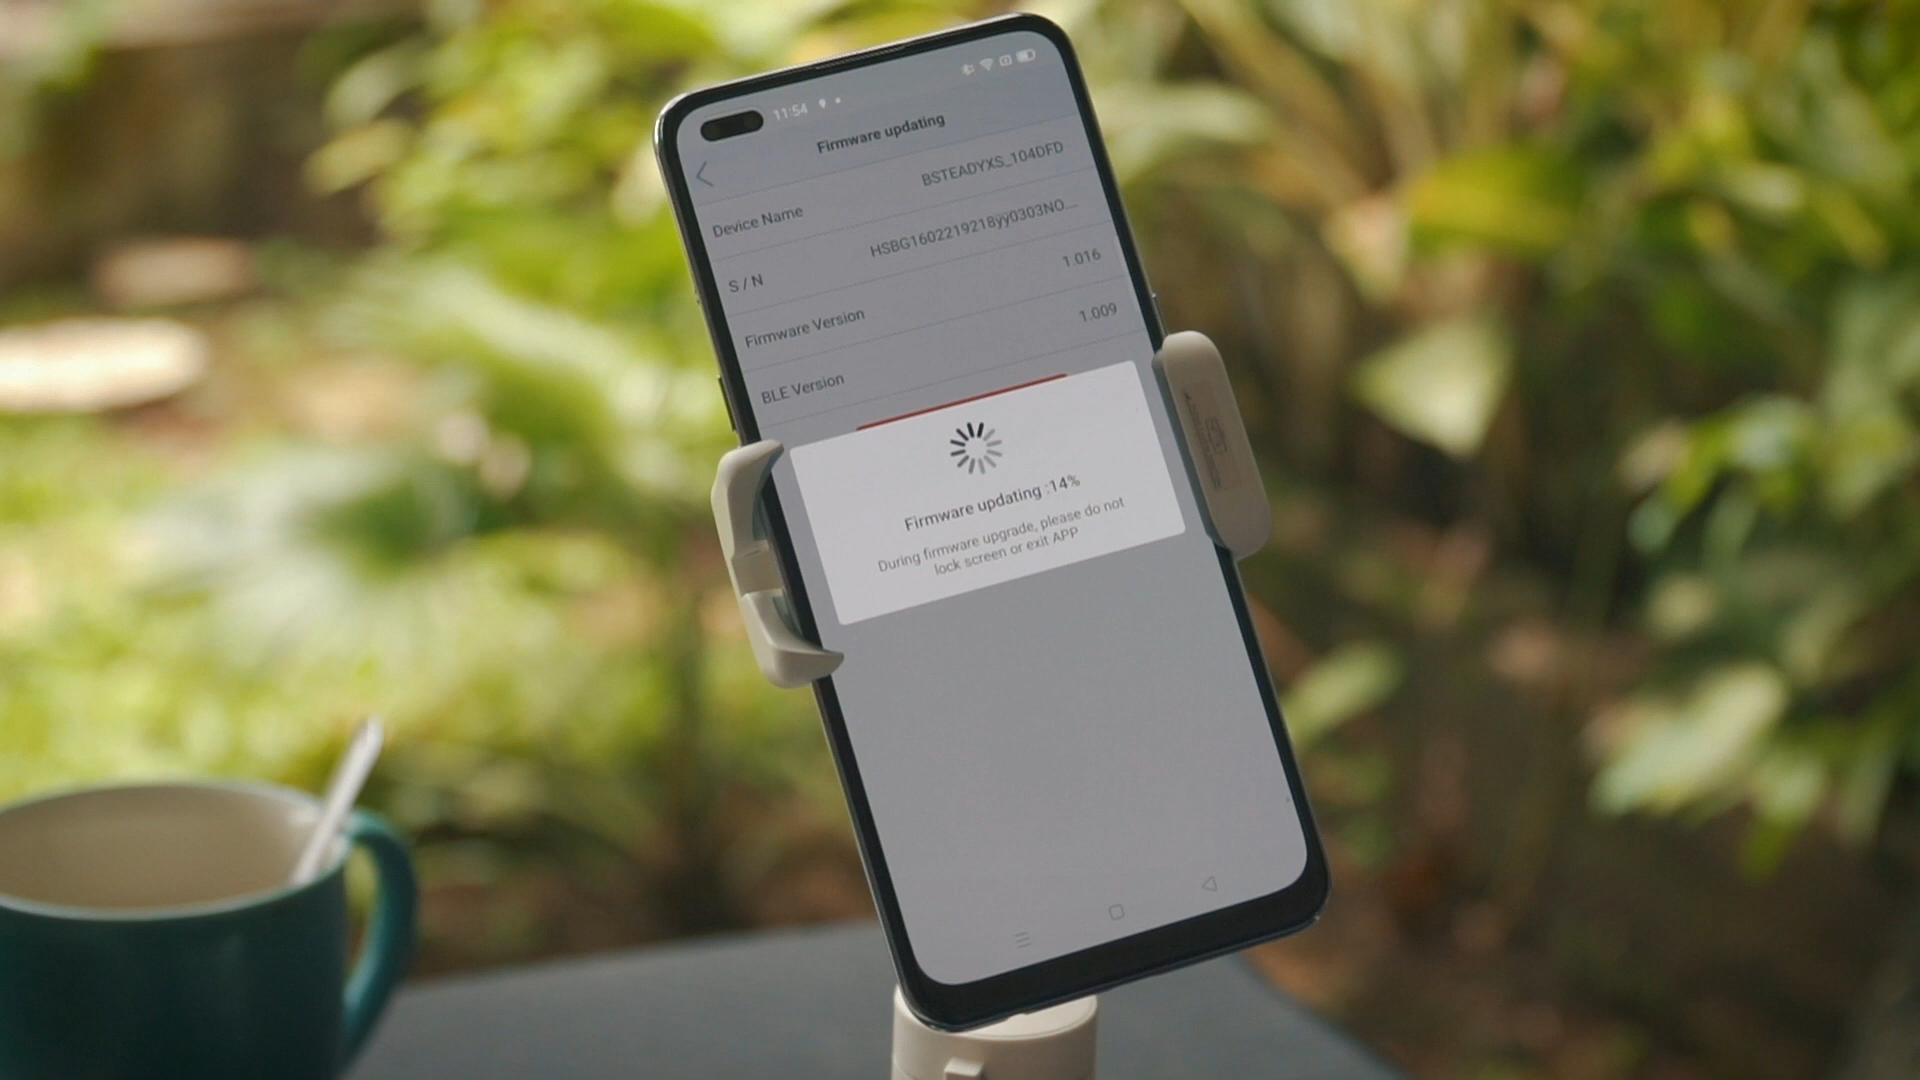 11:54
Firmware updating
Device Name BSTEADYXS_104DFD
S / N HSBG1602219218yy0303NO...
Firmware Version 1.016
BLE Version 1.009
Firmware updating :14%
During firmware upgrade, please do not
lock screen or exit APP